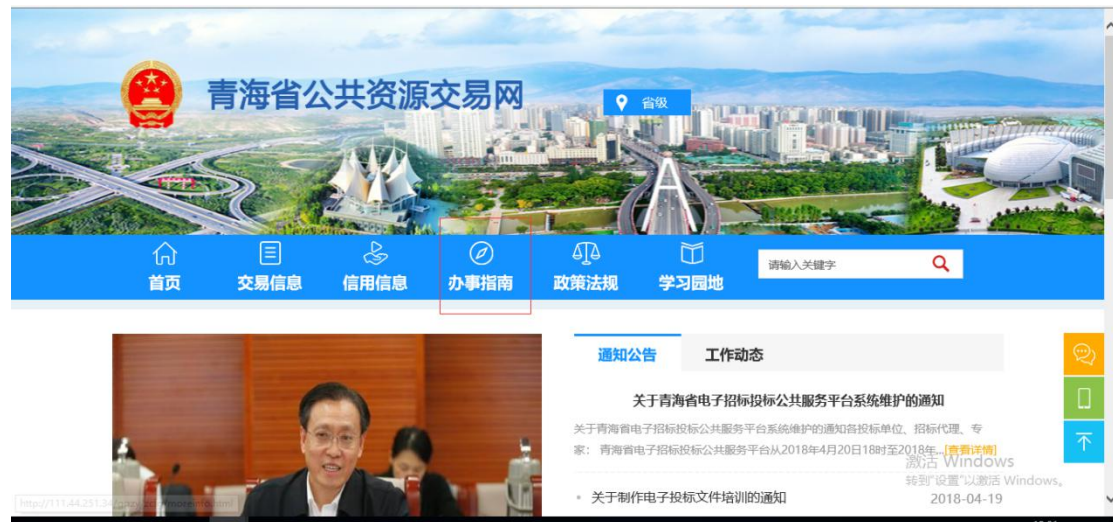 青海省公共资源交易网
省级
首页
交易信息
信用信息
办事指南
政策法规
学习园地
请输入关键字
通知公告
工作动态
关于青海省电子招标投标公共服务平台系统维护的通知
关于青海省电子招标投标公共服务平台系统维护的通知各投标单位、招标代理、专
家： 青海省电子招标投标公共服务平台从2018年4月20日18时至2018年...[查看详情]
激活 Windows
转到"设置"以激活 Windows。
关于制作电子投标文件培训的通知
2018-04-19